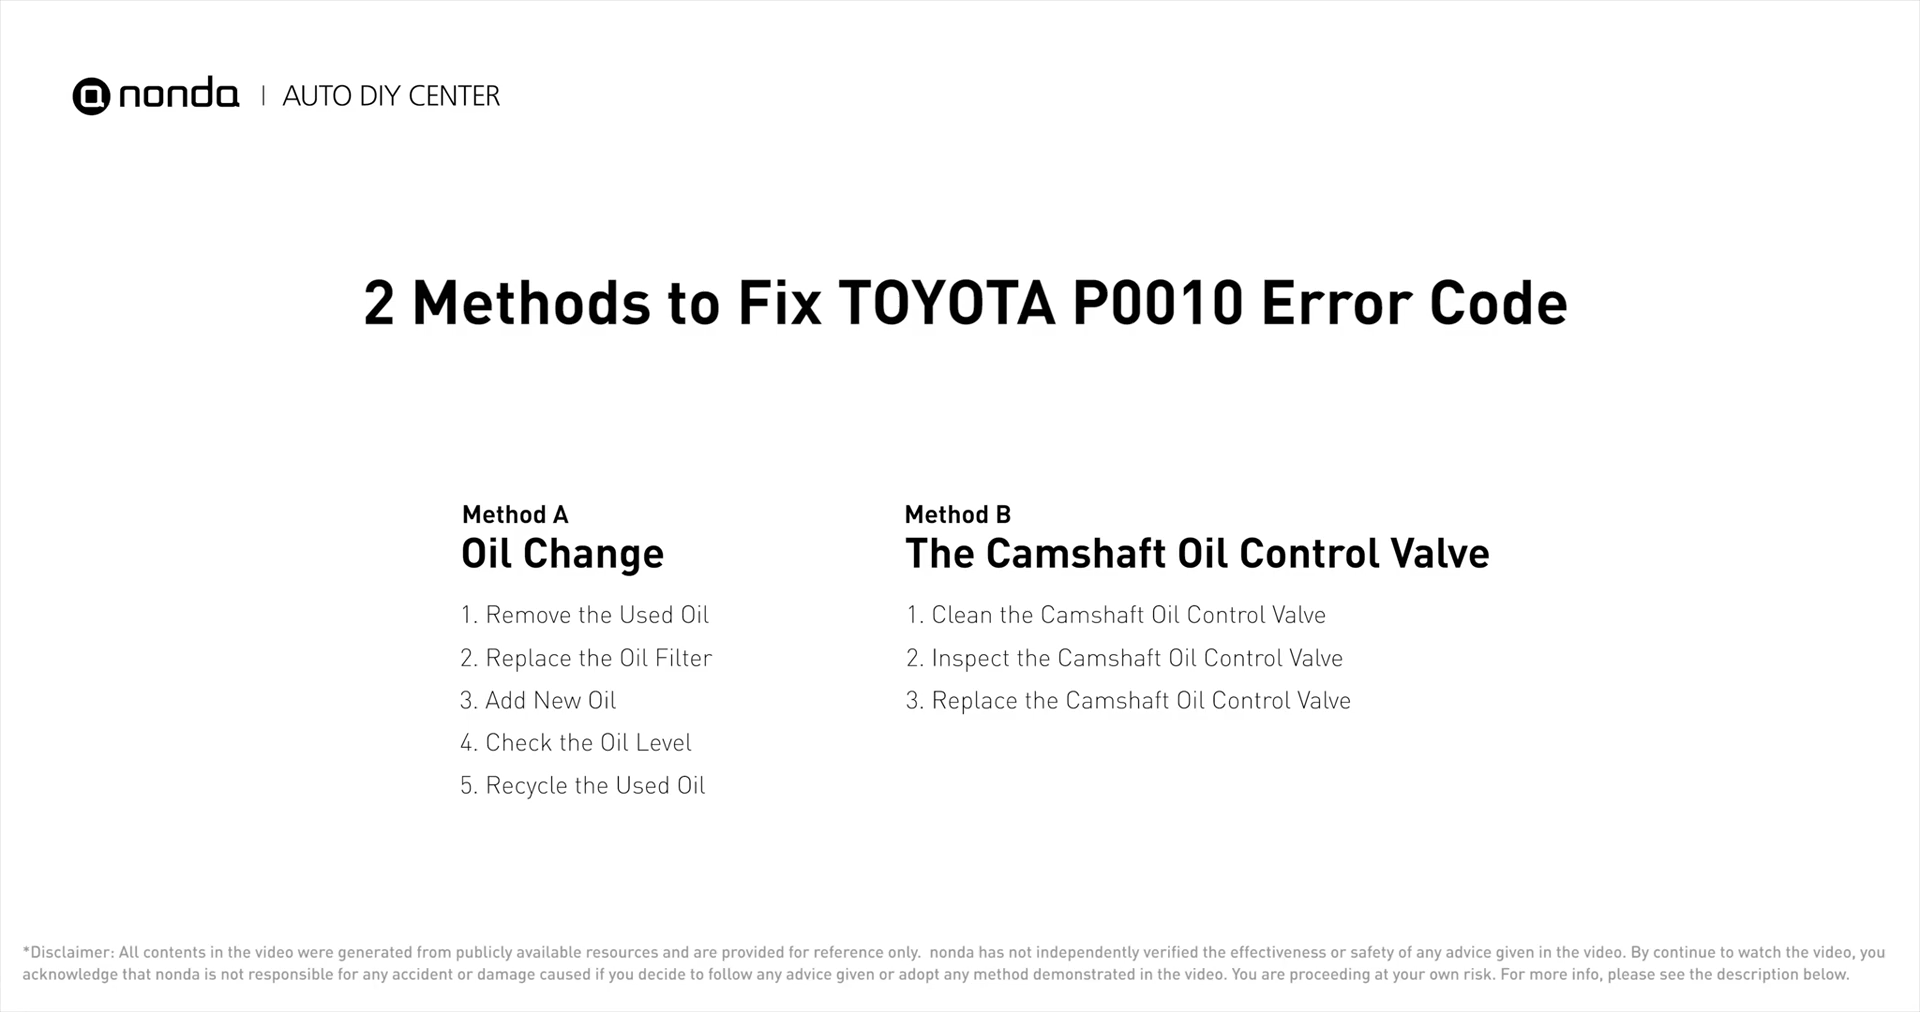 nonda | AUTO DIY CENTER
2 Methods to Fix TOYOTA P0010 Error Code
Method A
Oil Change
1. Remove the Used Oil
2. Replace the Oil Filter
3. Add New Oil
4. Check the Oil Level
5. Recycle the Used Oil
Method B
The Camshaft Oil Control Valve
1. Clean the Camshaft Oil Control Valve
2. Inspect the Camshaft Oil Control Valve
3. Replace the Camshaft Oil Control Valve
*Disclaimer: All contents in the video were generated from publicly available resources and are provided for reference only.  nonda has not independently verified the effectiveness or safety of any advice given in the video. By continue to watch the video, you
acknowledge that nonda is not responsible for any accident or damage caused if you decide to follow any advice given or adopt any method demonstrated in the video. You are proceeding at your own risk. For more info, please see the description below.